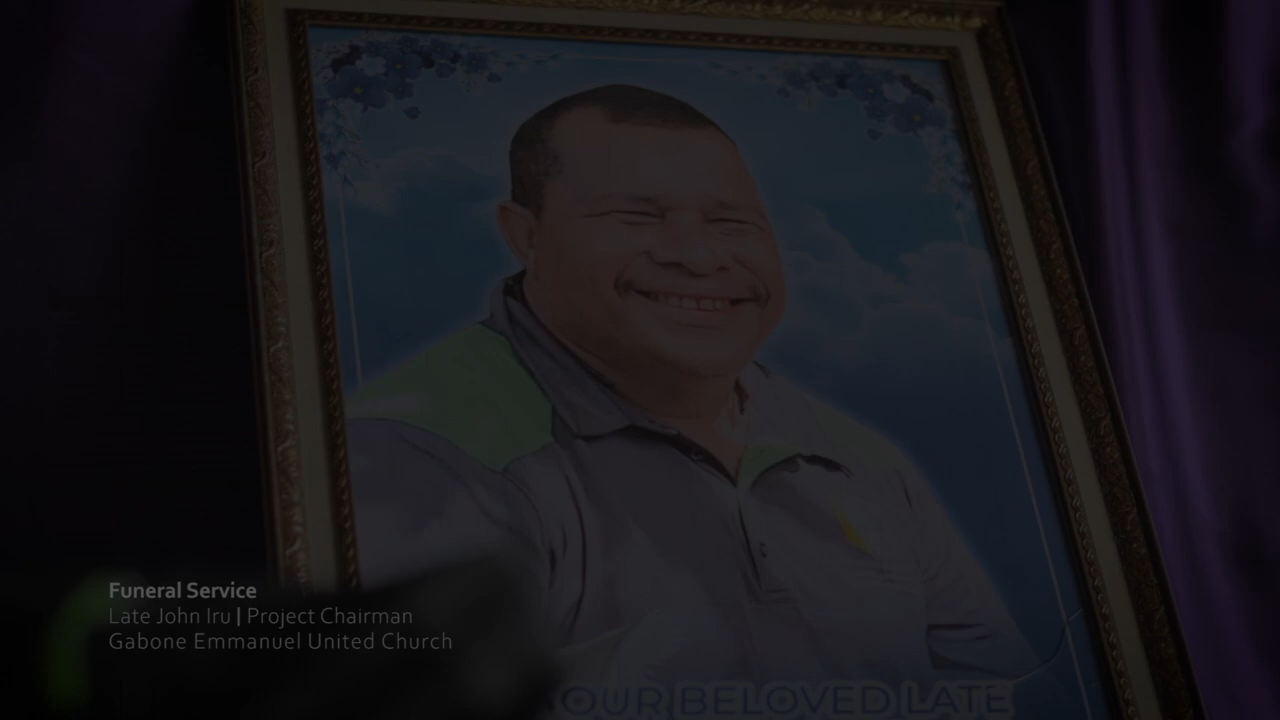 Funeral Service
Late John Iru | Project Chairman
Gabone Emmanuel United Church
OUR BELOVED LATE